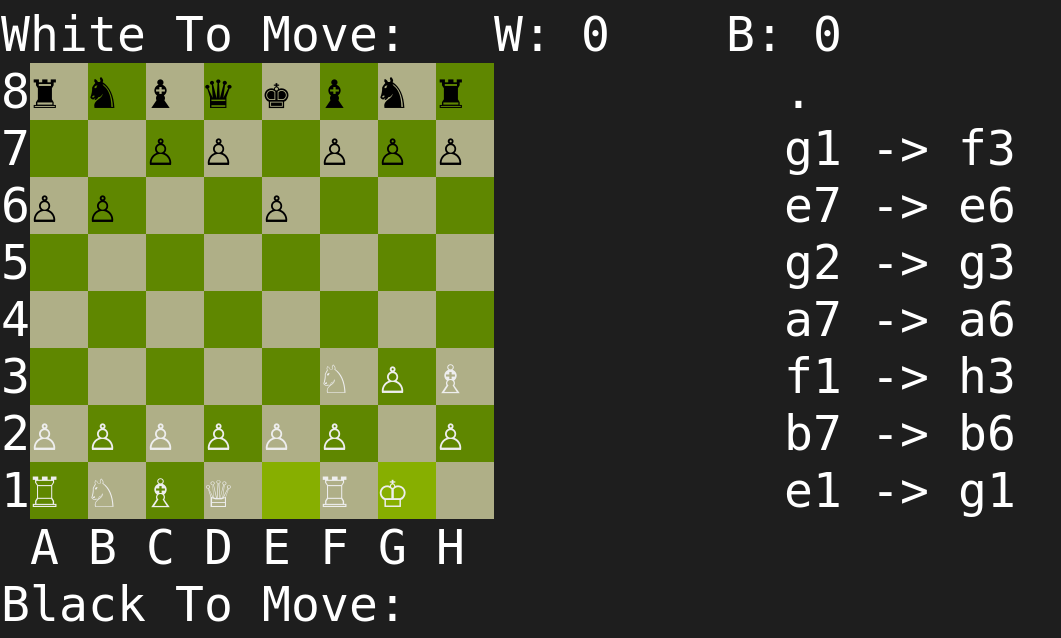 White To Move:   W: 0    B: 0
8♜♞♝♛♚♝♞♜ .
7♙♙♙♙♙ g1 -> f3
6♙♙♙ e7 -> e6
5 g2 -> g3
4 a7 -> a6
3♘♙♗ f1 -> h3
2♙♙♙♙♙♙♙ b7 -> b6
1♖♘♗♕♖♔ e1 -> g1
A B C D E F G H
Black To Move: